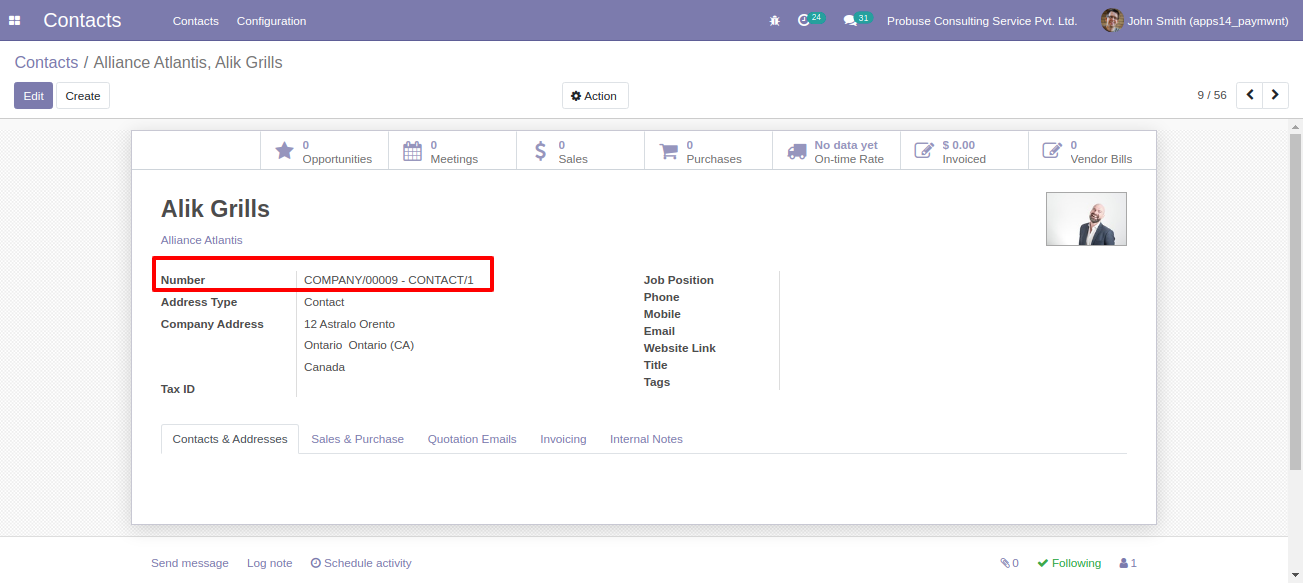 Contacts Contacts Configuration 24 31 Probuse Consulting Service Pvt. Ltd. John Smith (apps14_paymwnt)
Contacts / Alliance Atlantis, Alik Grills
Edit Create Action 9 / 56
0 Opportunities
0 Meetings
0 Sales
0 Purchases
No data yet On-time Rate
$ 0.00 Invoiced
0 Vendor Bills
Alik Grills
Alliance Atlantis
Number COMPANY/00009 - CONTACT/1
Address Type Contact
Company Address 12 Astralo Orento
Ontario Ontario (CA)
Canada
Tax ID
Job Position
Phone
Mobile
Email
Website Link
Title
Tags
Contacts & Addresses Sales & Purchase Quotation Emails Invoicing Internal Notes
Send message Log note Schedule activity 0 Following 1